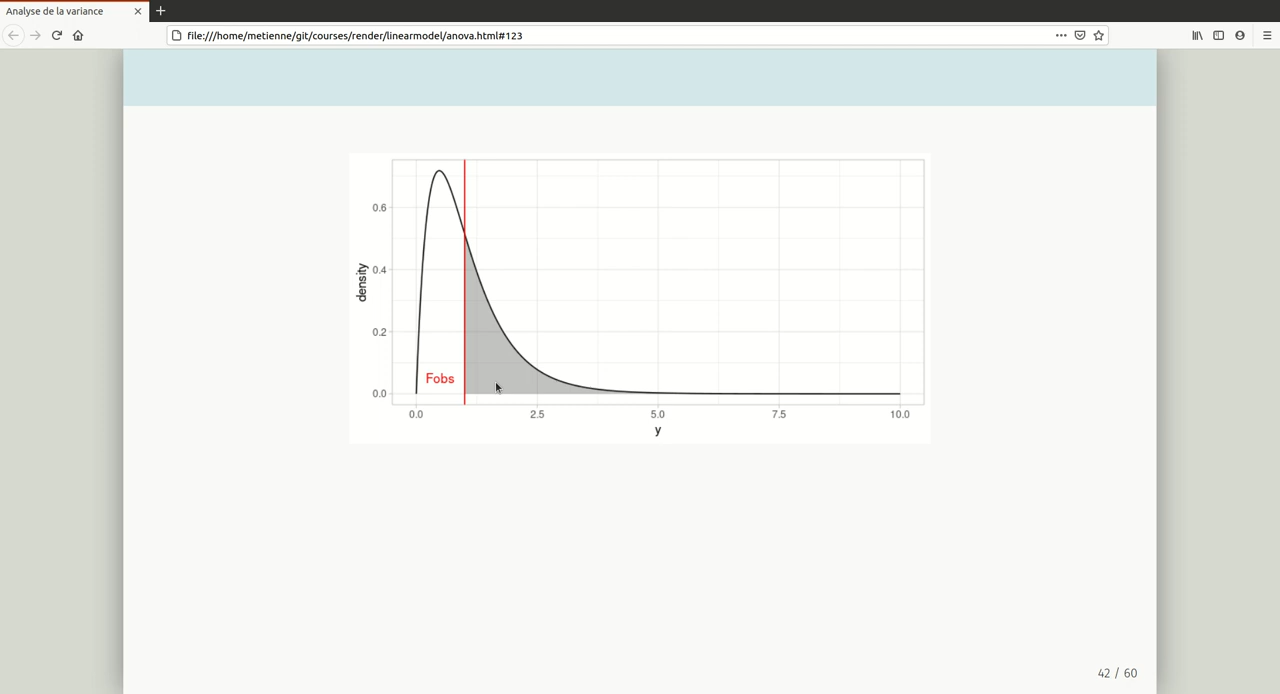 Analyse de la variance
file:///home/metienne/git/courses/render/linearmodel/anova.html#123
0.6
0.4
0.2
0.0
density
Fobs
0.0 2.5 5.0 7.5 10.0
y
42 / 60